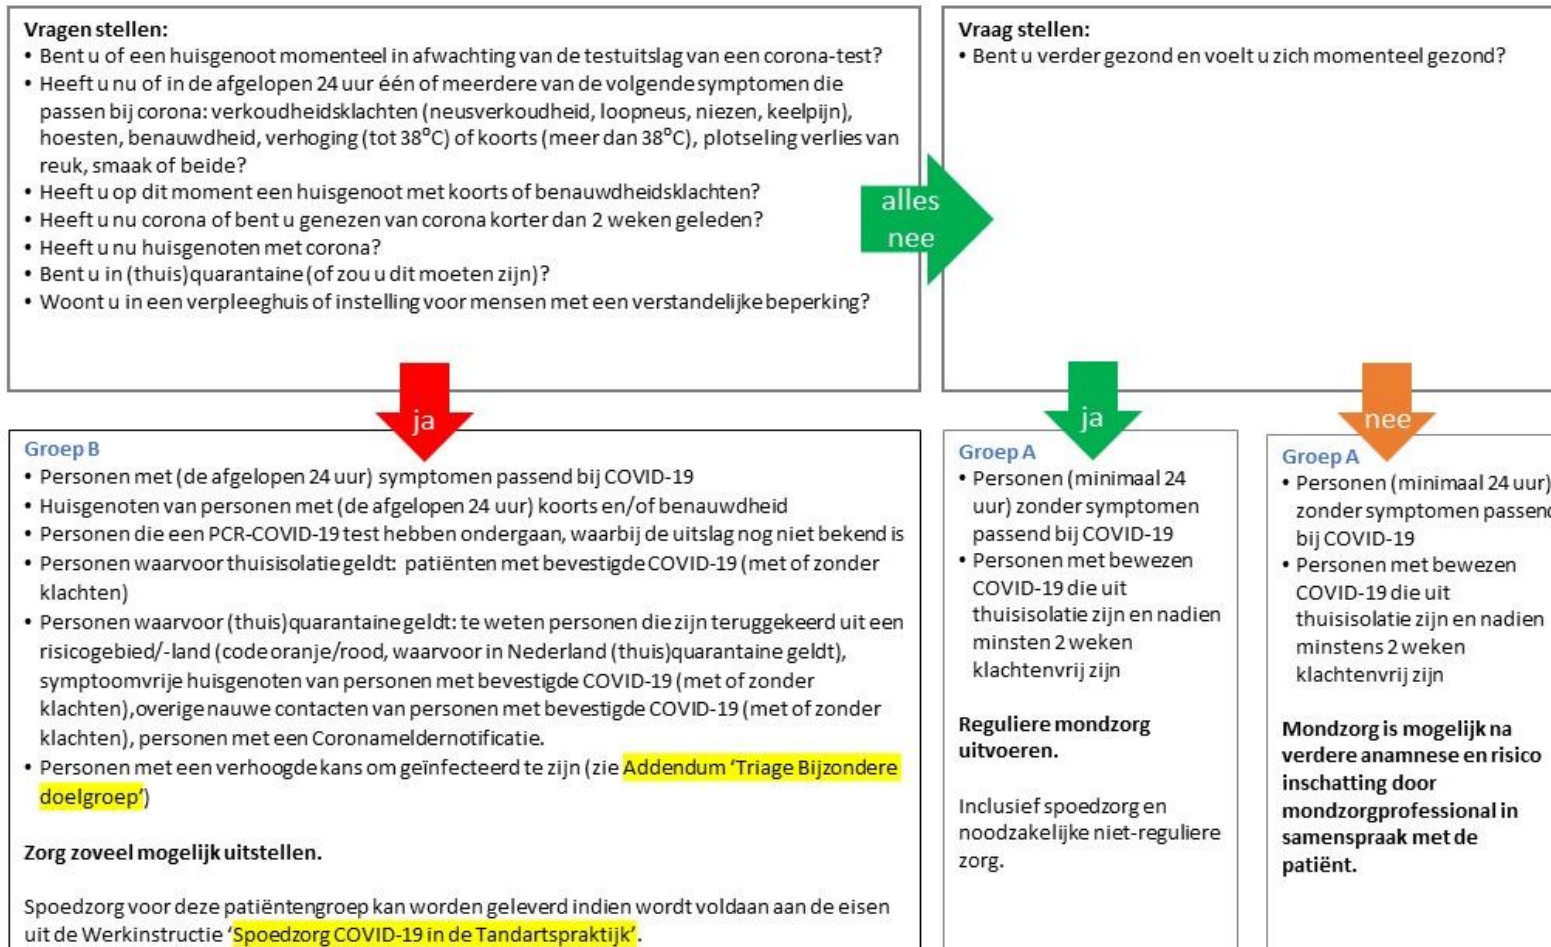 Vragen stellen:
• Bent u of een huisgenoot momenteel in afwachting van de testuitslag van een corona-test?
• Heeft u nu of in de afgelopen 24 uur één of meerdere van de volgende symptomen die
passen bij corona: verkoudheidsklachten (neusverkoudheid, loopneus, niezen, keelpijn),
hoesten, benauwdheid, verhoging (tot 38°C) of koorts (meer dan 38°C), plotseling verlies van
reuk, smaak of beide?
• Heeft u op dit moment een huisgenoot met koorts of benauwdheidsklachten?
• Heeft u nu corona of bent u genezen van corona korter dan 2 weken geleden?
• Heeft u nu huisgenoten met corona?
• Bent u in (thuis)quarantaine (of zou u dit moeten zijn)?
• Woont u in een verpleeghuis of instelling voor mensen met een verstandelijke beperking?
alles
nee
Vraag stellen:
• Bent u verder gezond en voelt u zich momenteel gezond?
ja
Groep B
• Personen met (de afgelopen 24 uur) symptomen passend bij COVID-19
• Huisgenoten van personen met (de afgelopen 24 uur) koorts en/of benauwdheid
• Personen die een PCR-COVID-19 test hebben ondergaan, waarbij de uitslag nog niet bekend is
• Personen waarvoor thuisisolatie geldt: patiënten met bevestigde COVID-19 (met of zonder
klachten)
• Personen waarvoor (thuis)quarantaine geldt: te weten personen die zijn teruggekeerd uit een
risicogebied/-land (code oranje/rood, waarvoor in Nederland (thuis)quarantaine geldt),
symptoomvrije huisgenoten van personen met bevestigde COVID-19 (met of zonder
klachten),overige nauwe contacten van personen met bevestigde COVID-19 (met of zonder
klachten), personen met een Coronameldernotificatie.
• Personen met een verhoogde kans om geïnfecteerd te zijn (zie Addendum ‘Triage Bijzondere
doelgroep’)
Zorg zoveel mogelijk uitstellen.
Spoedzorg voor deze patiëntengroep kan worden geleverd indien wordt voldaan aan de eisen
uit de Werkinstructie ‘Spoedzorg COVID-19 in de Tandartspraktijk’.
ja
Groep A
• Personen (minimaal 24
uur) zonder symptomen
passend bij COVID-19
• Personen met bewezen
COVID-19 die uit
thuisisolatie zijn en nadien
minsten 2 weken
klachtenvrij zijn
Reguliere mondzorg
uitvoeren.
Inclusief spoedzorg en
noodzakelijke niet-reguliere
zorg.
nee
Groep A
• Personen (minimaal 24 uur)
zonder symptomen passend
bij COVID-19
• Personen met bewezen
COVID-19 die uit
thuisisolatie zijn en nadien
minstens 2 weken
klachtenvrij zijn
Mondzorg is mogelijk na
verdere anamnese en risico
inschatting door
mondzorgprofessional in
samenspraak met de
patiënt.